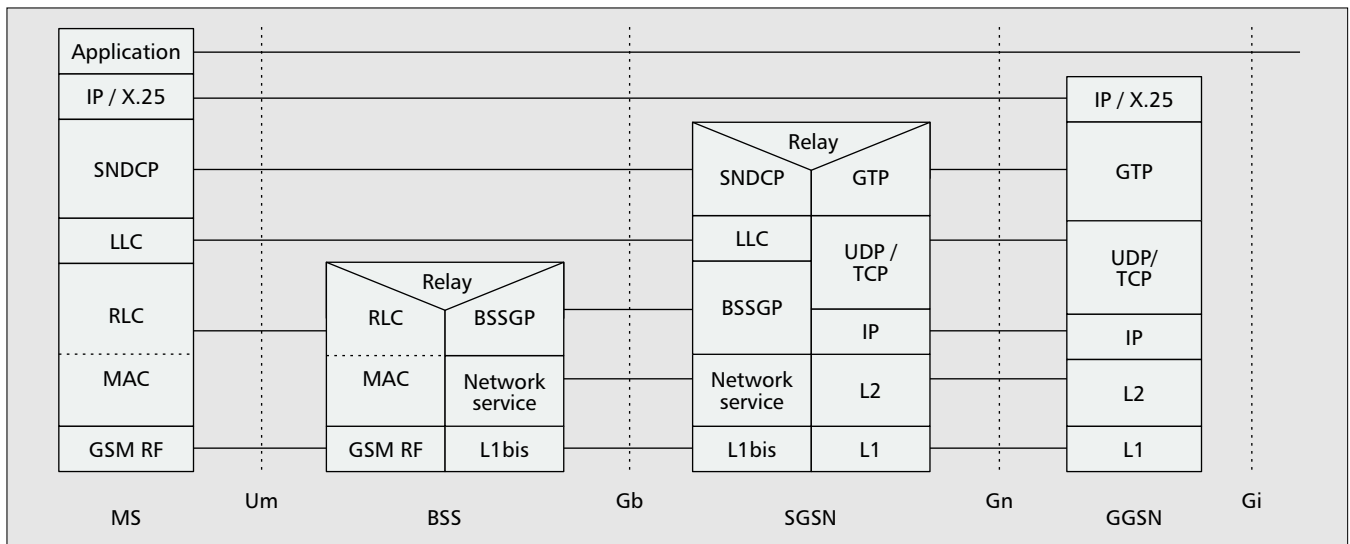 Application
IP / X.25
IP / X.25
Relay
SNDCP
SNDCP
GTP
GTP
LLC
LLC
UDP /
TCP
UDP/
TCP
Relay
RLC
RLC
BSSGP
BSSGP
IP
IP
MAC
MAC
Network
service
Network
service
L2
L2
GSM RF
GSM RF
L1bis
L1bis
L1
L1
Um
Gb
Gn
Gi
MS
BSS
SGSN
GGSN